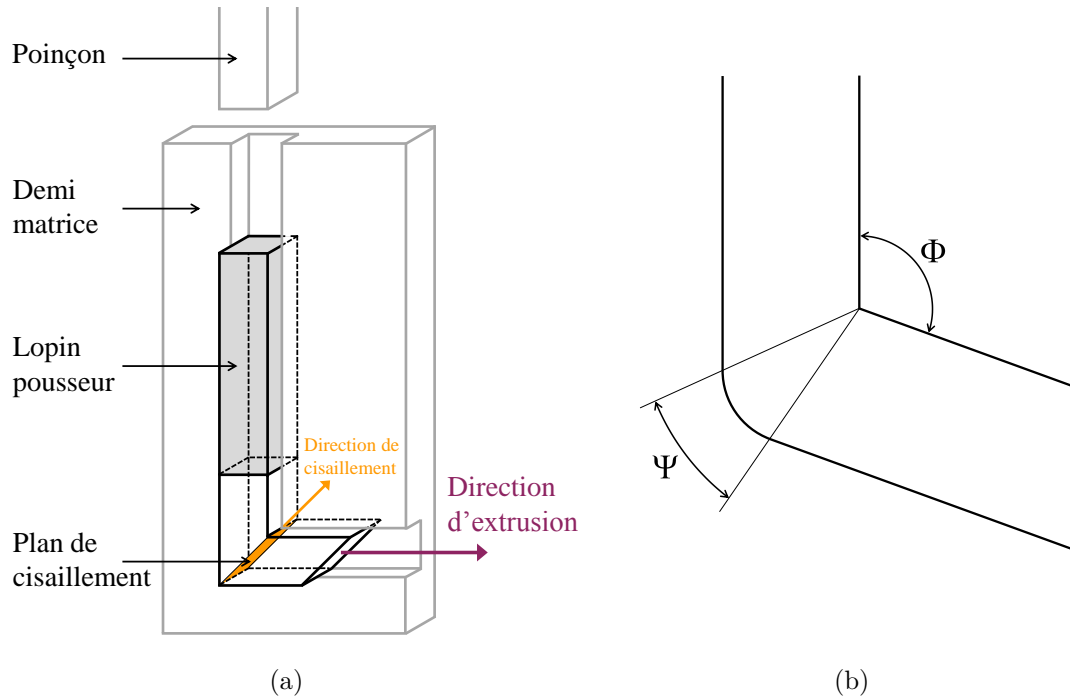 Poinçon
Demi
matrice
Lopin
pousseur
Direction de
cisaillement
Direction
d'extrusion
Plan de
cisaillement
(a)
Φ
Ψ
(b)